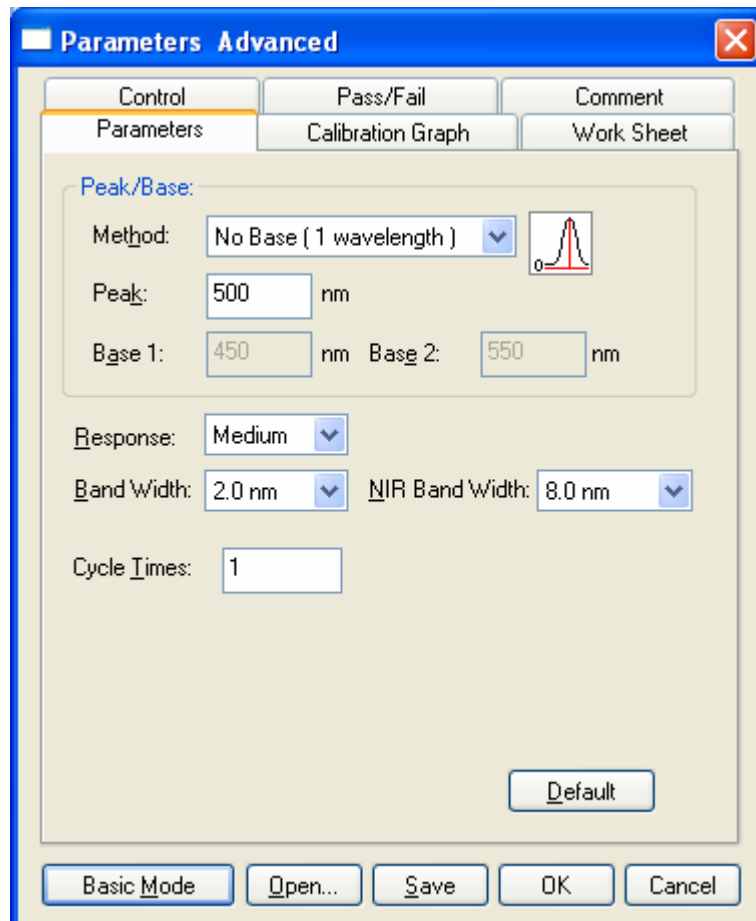 Parameters Advanced
Control Pass/Fail Comment
Parameters Calibration Graph Work Sheet
Peak/Base:
Method: No Base ( 1 wavelength )
0
Peak: 500 nm
Base 1: 450 nm Base 2: 550 nm
Response: Medium
Band Width: 2.0 nm NIR Band Width: 8.0 nm
Cycle Times: 1
Default
Basic Mode Open... Save OK Cancel